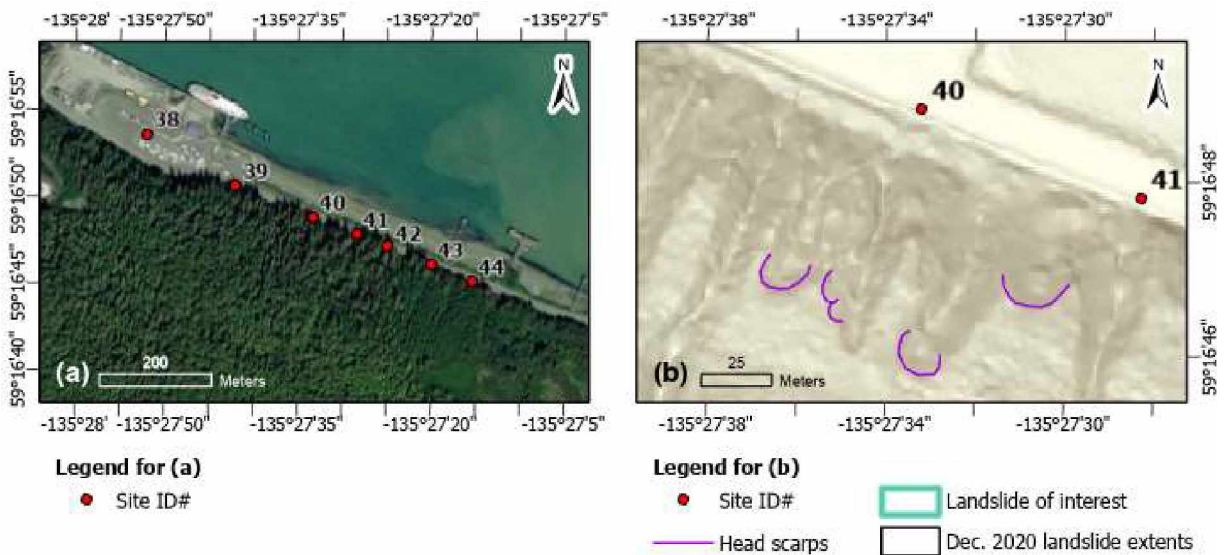 -135°28' -135°27'50" -135°27'35" -135°27'20" -135°27'5"
-135°27'38" -135°27'34" -135°27'30"
59°16'55"
59°16'50"
59°16'45"
59°16'40"
N
38
39
40
41
42
43
44
(a)
200
Meters
-135°28' -135°27'50" -135°27'35" -135°27'20" -135°27'5"
N
40
41
59°16'48"
59°16'46"
(b)
25
Meters
-135°27'38" -135°27'34" -135°27'30"
Legend for (a)
Site ID#
Legend for (b)
Site ID#
Landslide of interest
Head scarps
Dec. 2020 landslide extents